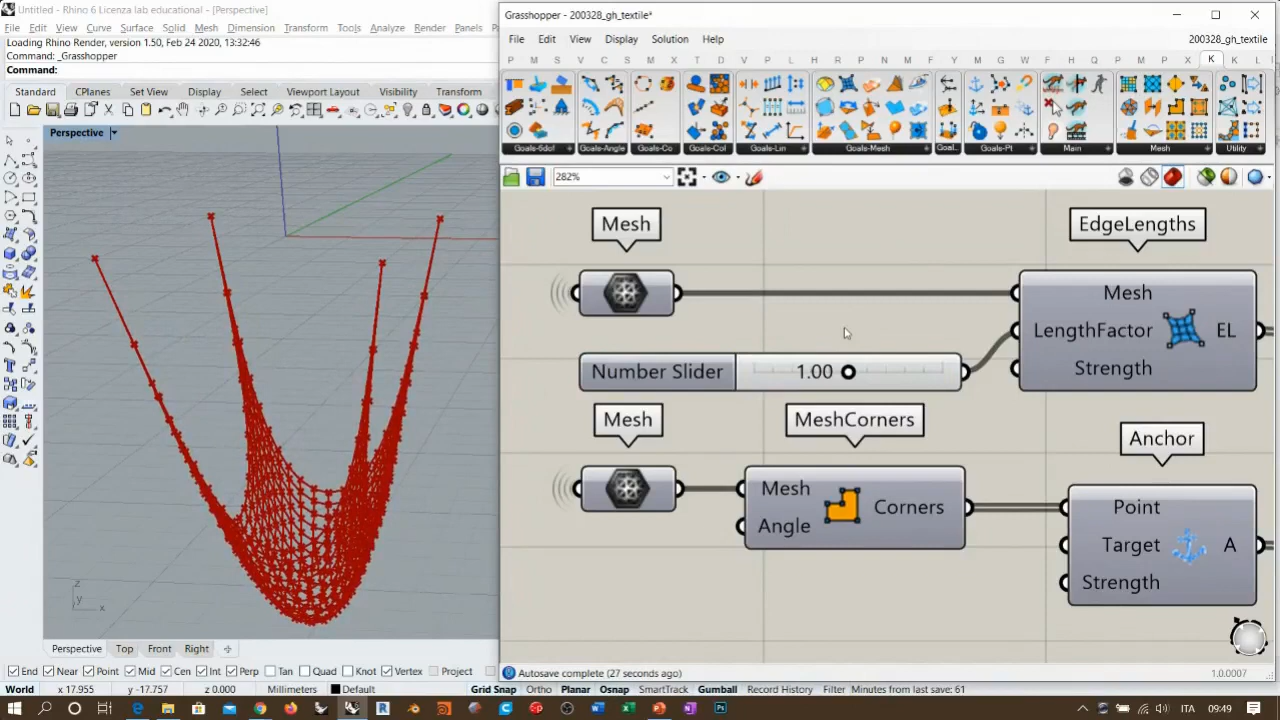 Untitled - Rhino 6 Licenza lab educational - [Perspective]
File Edit View Curve Surface Solid Mesh Dimension Transform Tools Analyze Render Panels
Loading Rhino Render, version 1.50, Feb 24 2020, 13:32:46
Command: _Grasshopper
Command:
Standard CPlanes Set View Display Select Viewport Layout Visibility Transform
Perspective
z
y
x
Perspective Top Front Right
End Near Point Mid Cen Int Perp Tan Quad Knot Vertex Project
World x 17.955 y -17.757 z 0.000 Millimeters Default Grid Snap Ortho Planar Osnap SmartTrack Gumball Record History Filter Minutes from last save: 61
Grasshopper - 200328_gh_textile*
File Edit View Display Solution Help 200328_gh_textile
P M S V C S M S X T D X V T P L H R P N M J Y M P W F H S M T P X K L
Goals-6dof Goals-Angle Goals-Co Goals-Col Goals-Lin Goals-Mesh Goal.. Goals-Pt Main Mesh Utility
282%
Mesh
EdgeLengths
Mesh
LengthFactor EL
Strength
Number Slider 1.00
Mesh
MeshCorners
Anchor
Mesh
Corners
Angle
Point
Target A
Strength
Autosave complete (27 seconds ago) 1.0.0007
ITA 09:49